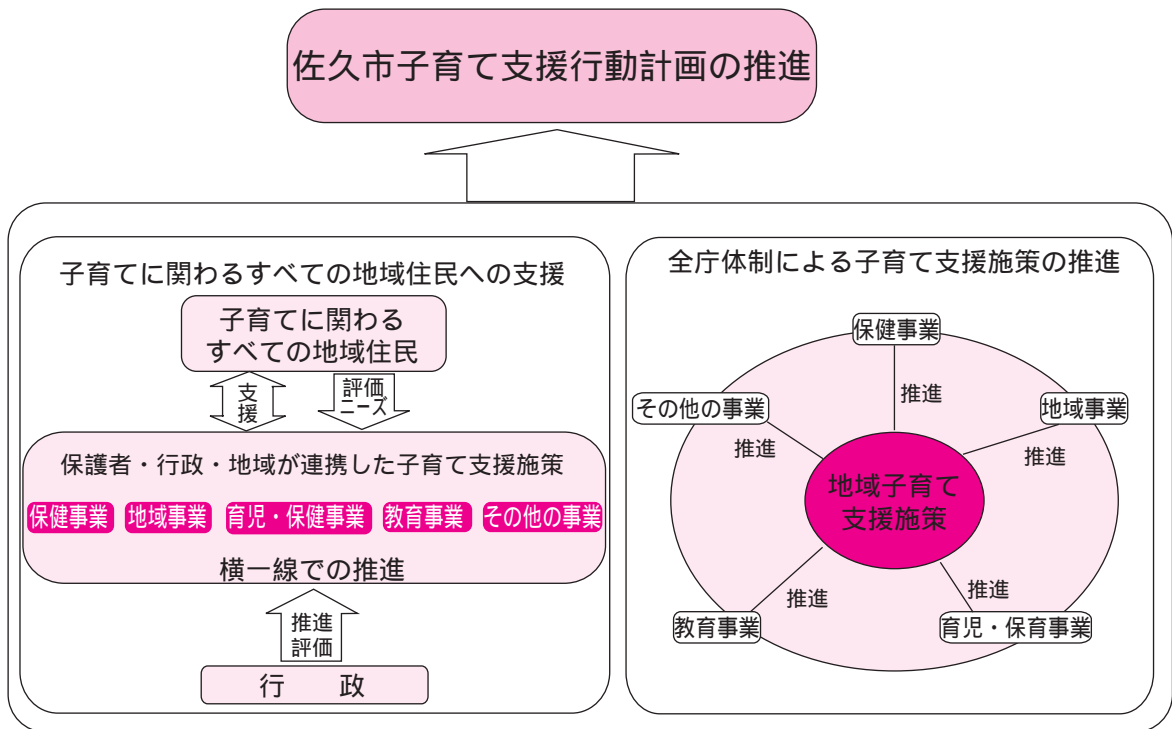 佐久市子育て支援行動計画の推進
子育てに関わるすべての地域住民への支援
子育てに関わる
すべての地域住民
支援
評価
ニーズ
保護者・行政・地域が連携した子育て支援施策
保健事業 地域事業 育児・保健事業 教育事業 その他の事業
横一線での推進
推進
評価
行 政
全庁体制による子育て支援施策の推進
保健事業
推進
その他の事業
推進
地域事業
推進
地域子育て
支援施策
教育事業
推進
育児・保育事業
推進